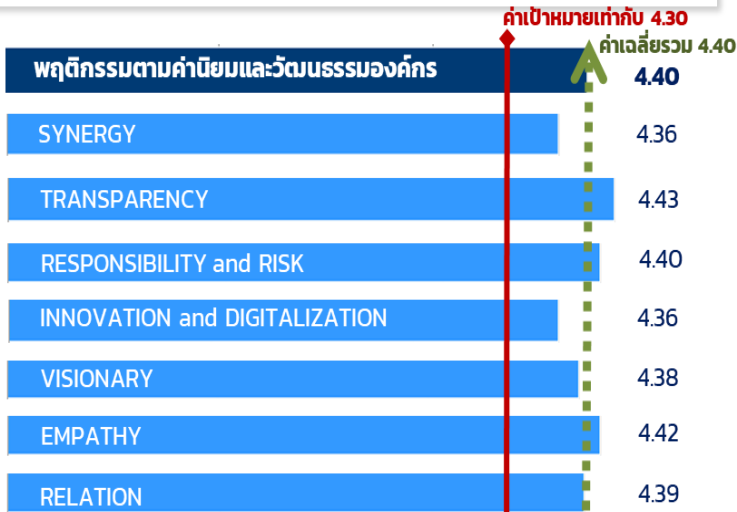 ค่าเป้าหมายเท่ากับ 4.30
ค่าเฉลี่ยรวม 4.40
พฤติกรรมตามค่านิยมและวัฒนธรรมองค์กร 4.40
SYNERGY 4.36
TRANSPARENCY 4.43
RESPONSIBILITY and RISK 4.40
INNOVATION and DIGITALIZATION 4.36
VISIONARY 4.38
EMPATHY 4.42
RELATION 4.39